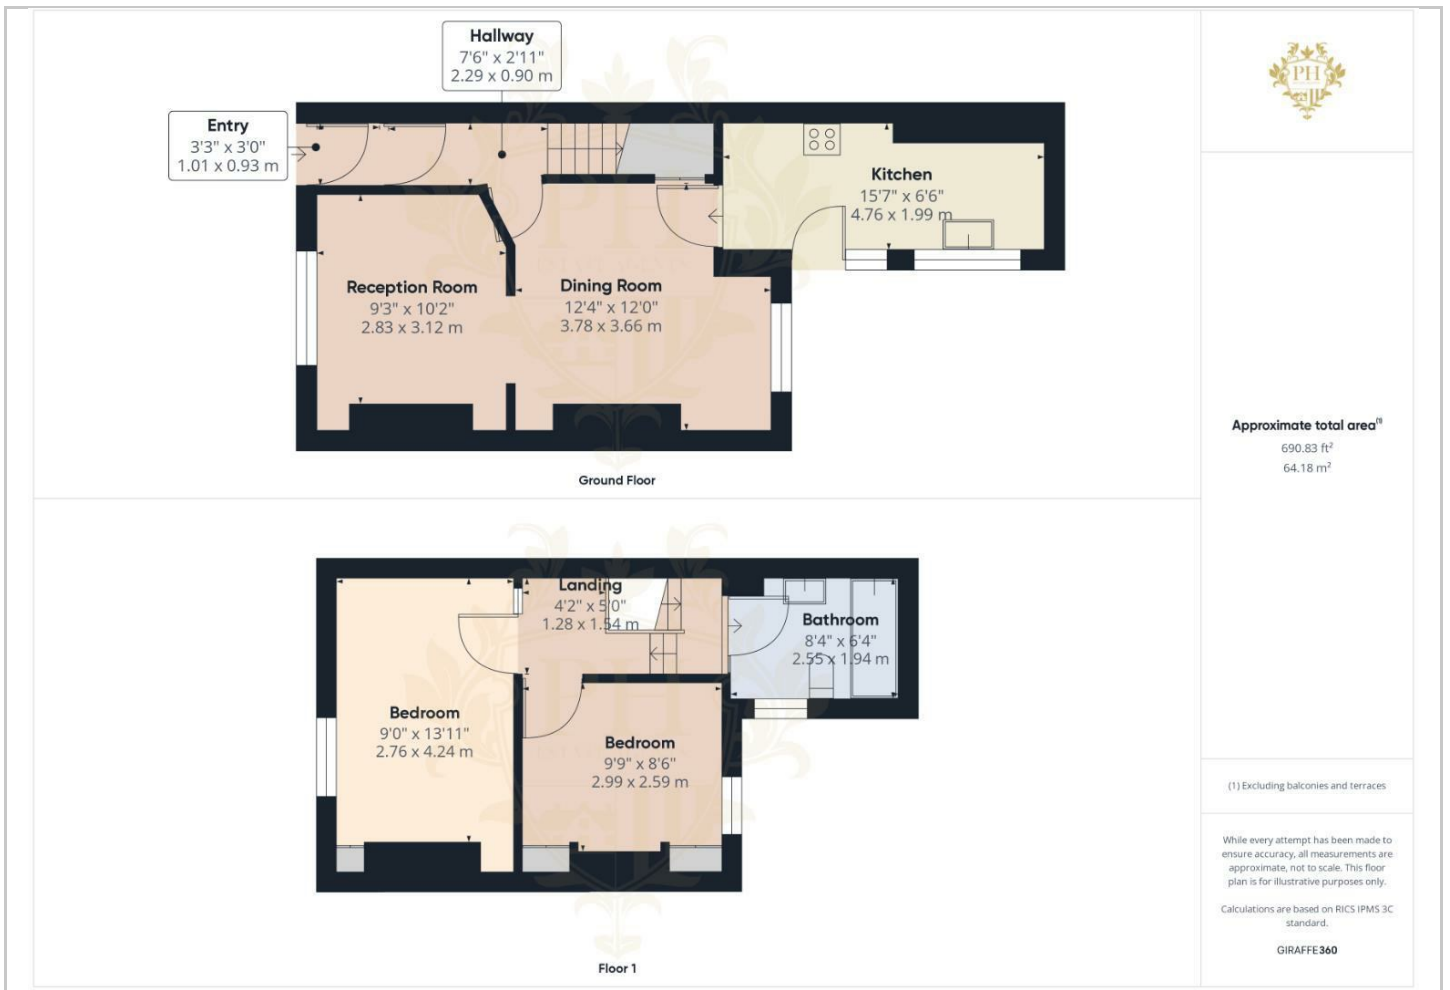 Hallway
7'6" x 2'11"
2.29 x 0.90 m
Entry
3'3" x 3'0"
1.01 x 0.93 m
Kitchen
15'7" x 6'6"
4.76 x 1.99 m
Reception Room
9'3" x 10'2"
2.83 x 3.12 m
Dining Room
12'4" x 12'0"
3.78 x 3.66 m
Ground Floor
Landing
4'2" x 5'0"
1.28 x 1.54 m
Bathroom
8'4" x 6'4"
2.55 x 1.94 m
Bedroom
9'0" x 13'11"
2.76 x 4.24 m
Bedroom
9'9" x 8'6"
2.99 x 2.59 m
Floor 1
PH
Approximate total area(1)
690.83 ft²
64.18 m²
(1) Excluding balconies and terraces
While every attempt has been made to
ensure accuracy, all measurements are
approximate, not to scale. This floor
plan is for illustrative purposes only.
Calculations are based on RICS IPMS 3C
standard.
GIRAFFE360